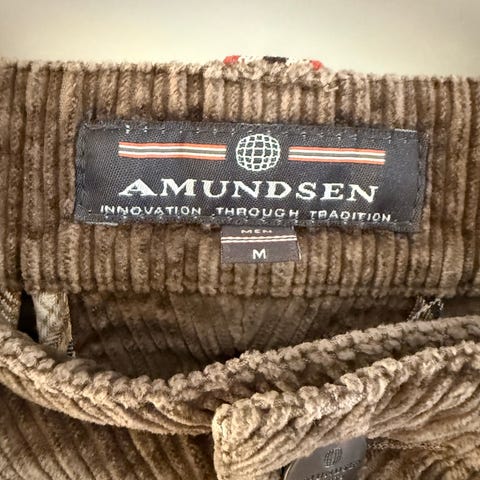 AMUNDSEN
INNOVATION THROUGH TRADITION
MEN
M